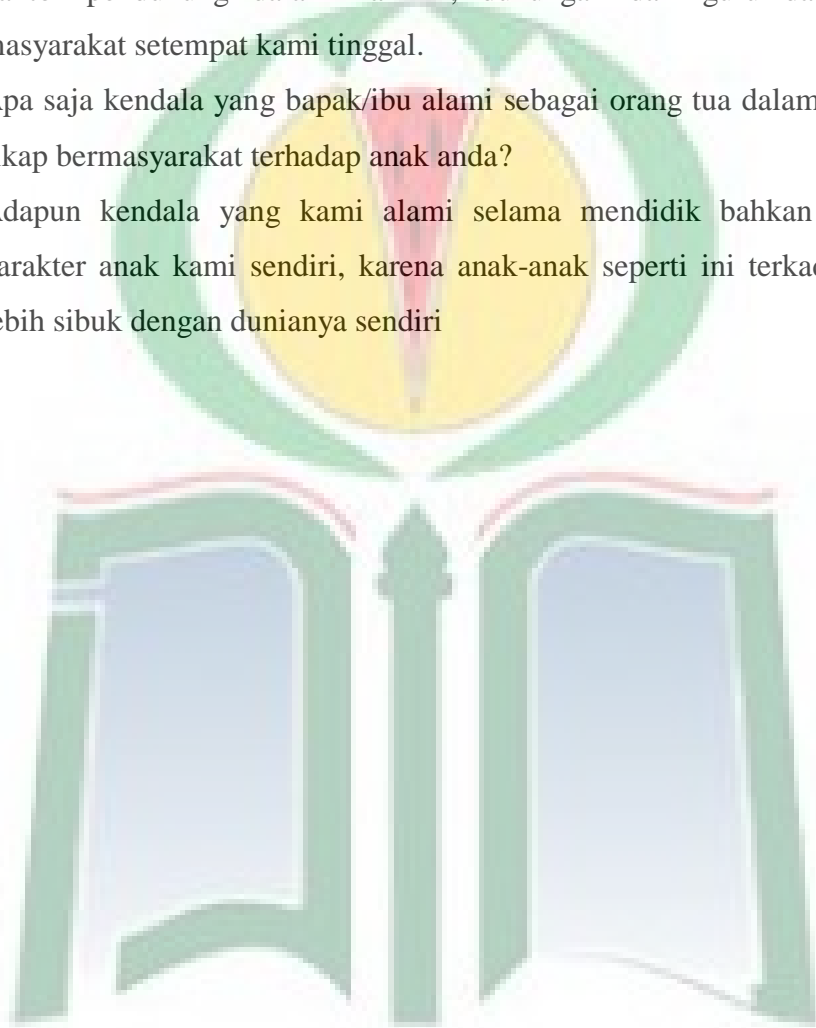 masyarakat setempat kami tinggal.
Apa saja kendala yang bapak/ibu alami sebagai orang tua dalam
sikap bermasyarakat terhadap anak anda?
Adapun kendala yang kami alami selama mendidik bahkan
karakter anak kami sendiri, karena anak-anak seperti ini
lebih sibuk dengan dunianya sendiri